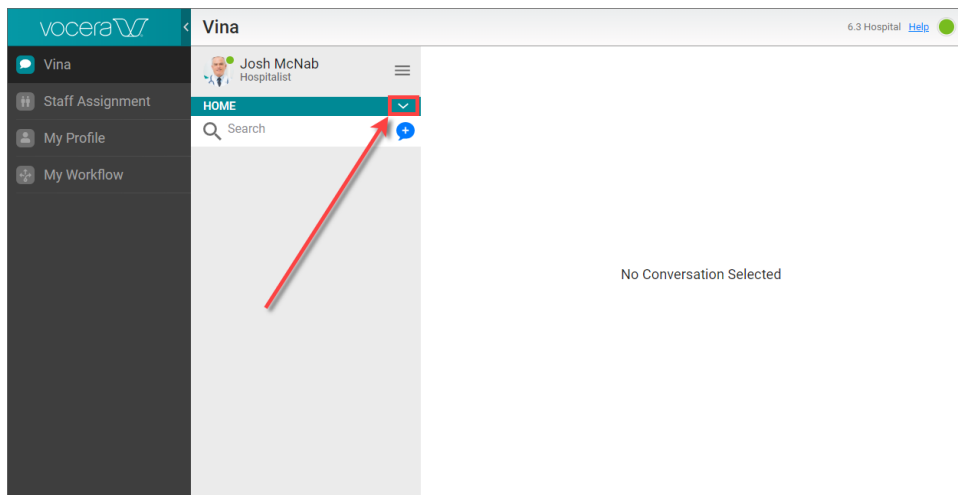 vocera
Vina
6.3 Hospital Help
Vina
Staff Assignment
My Profile
My Workflow
Josh McNab
Hospitalist
HOME
Search
No Conversation Selected